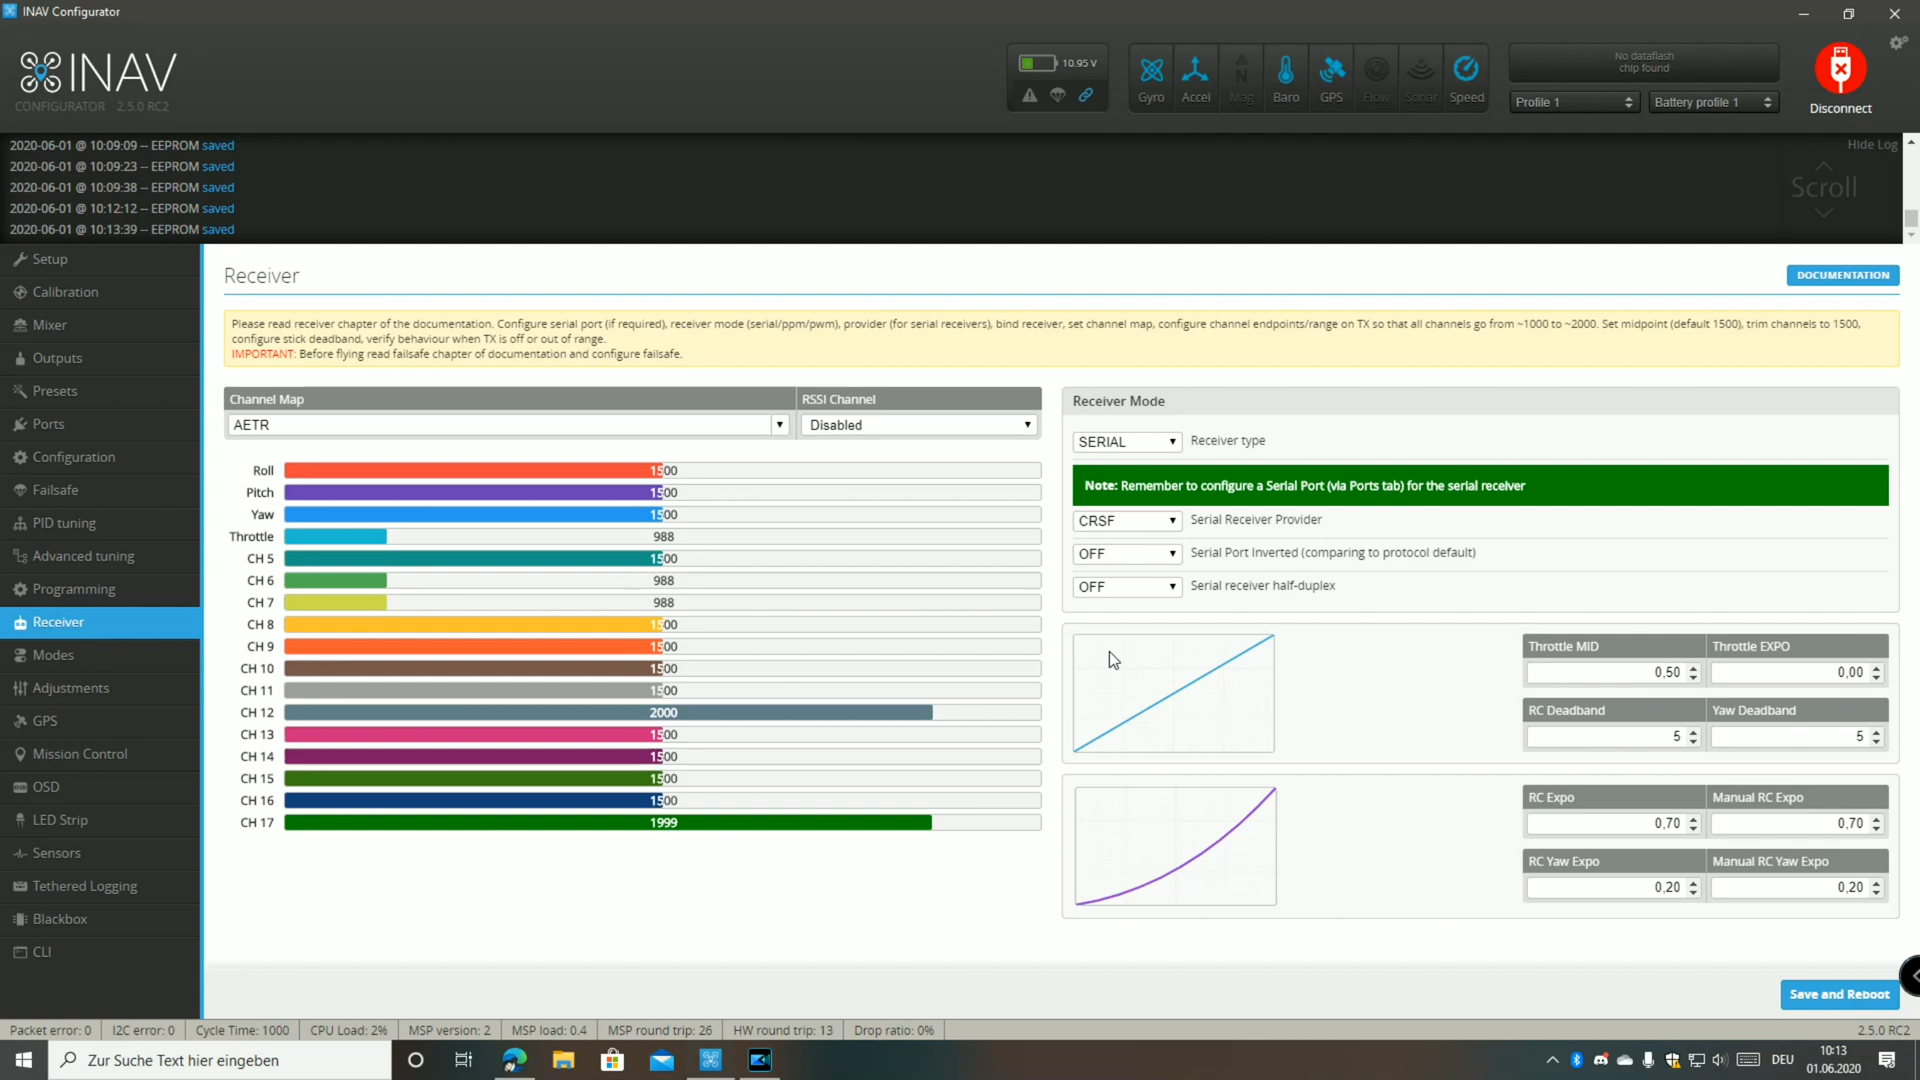 INAV Configurator
INAV
CONFIGURATOR 2.5.0 RC2
10.95 V
Gyro Accel Mag Baro GPS Flow Sonar Speed
No dataflash
chip found
Profile 1 Battery profile 1
Disconnect
2020-06-01 @ 10:09:09 -- EEPROM saved
2020-06-01 @ 10:09:23 -- EEPROM saved
2020-06-01 @ 10:09:38 -- EEPROM saved
2020-06-01 @ 10:12:12 -- EEPROM saved
2020-06-01 @ 10:13:39 -- EEPROM saved
Hide Log
Scroll
Setup
Calibration
Mixer
Outputs
Presets
Ports
Configuration
Failsafe
PID tuning
Advanced tuning
Programming
Receiver
Modes
Adjustments
GPS
Mission Control
OSD
LED Strip
Sensors
Tethered Logging
Blackbox
CLI
Receiver
DOCUMENTATION
Please read receiver chapter of the documentation. Configure serial port (if required), receiver mode (serial/ppm/pwm), provider (for serial receivers), bind receiver, set channel map, configure channel endpoints/range on TX so that all channels go from ~1000 to ~2000. Set midpoint (default 1500), trim channels to 1500,
configure stick deadband, verify behaviour when TX is off or out of range.
IMPORTANT: Before flying read failsafe chapter of documentation and configure failsafe.
Channel Map RSSI Channel
AETR Disabled
Roll 1500
Pitch 1500
Yaw 1500
Throttle 988
CH 5 1500
CH 6 988
CH 7 988
CH 8 1500
CH 9 1500
CH 10 1500
CH 11 1500
CH 12 2000
CH 13 1500
CH 14 1500
CH 15 1500
CH 16 1500
CH 17 1999
Receiver Mode
SERIAL Receiver type
Note: Remember to configure a Serial Port (via Ports tab) for the serial receiver
CRSF Serial Receiver Provider
OFF Serial Port Inverted (comparing to protocol default)
OFF Serial receiver half-duplex
Throttle MID Throttle EXPO
0,50 0,00
RC Deadband Yaw Deadband
5 5
RC Expo Manual RC Expo
0,70 0,70
RC Yaw Expo Manual RC Yaw Expo
0,20 0,20
Save and Reboot
Packet error: 0 I2C error: 0 Cycle Time: 1000 CPU Load: 2% MSP version: 2 MSP load: 0.4 MSP round trip: 26 HW round trip: 13 Drop ratio: 0% 2.5.0 RC2
Zur Suche Text hier eingeben
DEU
10:13
01.06.2020